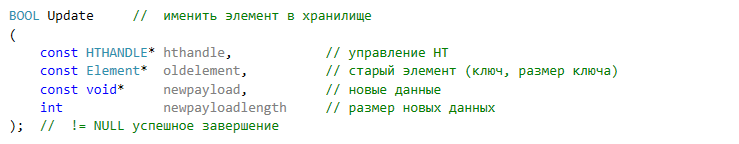 BOOL Update     //  именить элемент в хранилище
(
    const HTHANDLE* hthandle,            // управление HT
    const Element*  oldelement,          // старый элемент (ключ, размер ключа)
    const void*     newpayload,          // новые данные
    int             newpayloadlength     // размер новых данных
);  //  != NULL успешное завершение